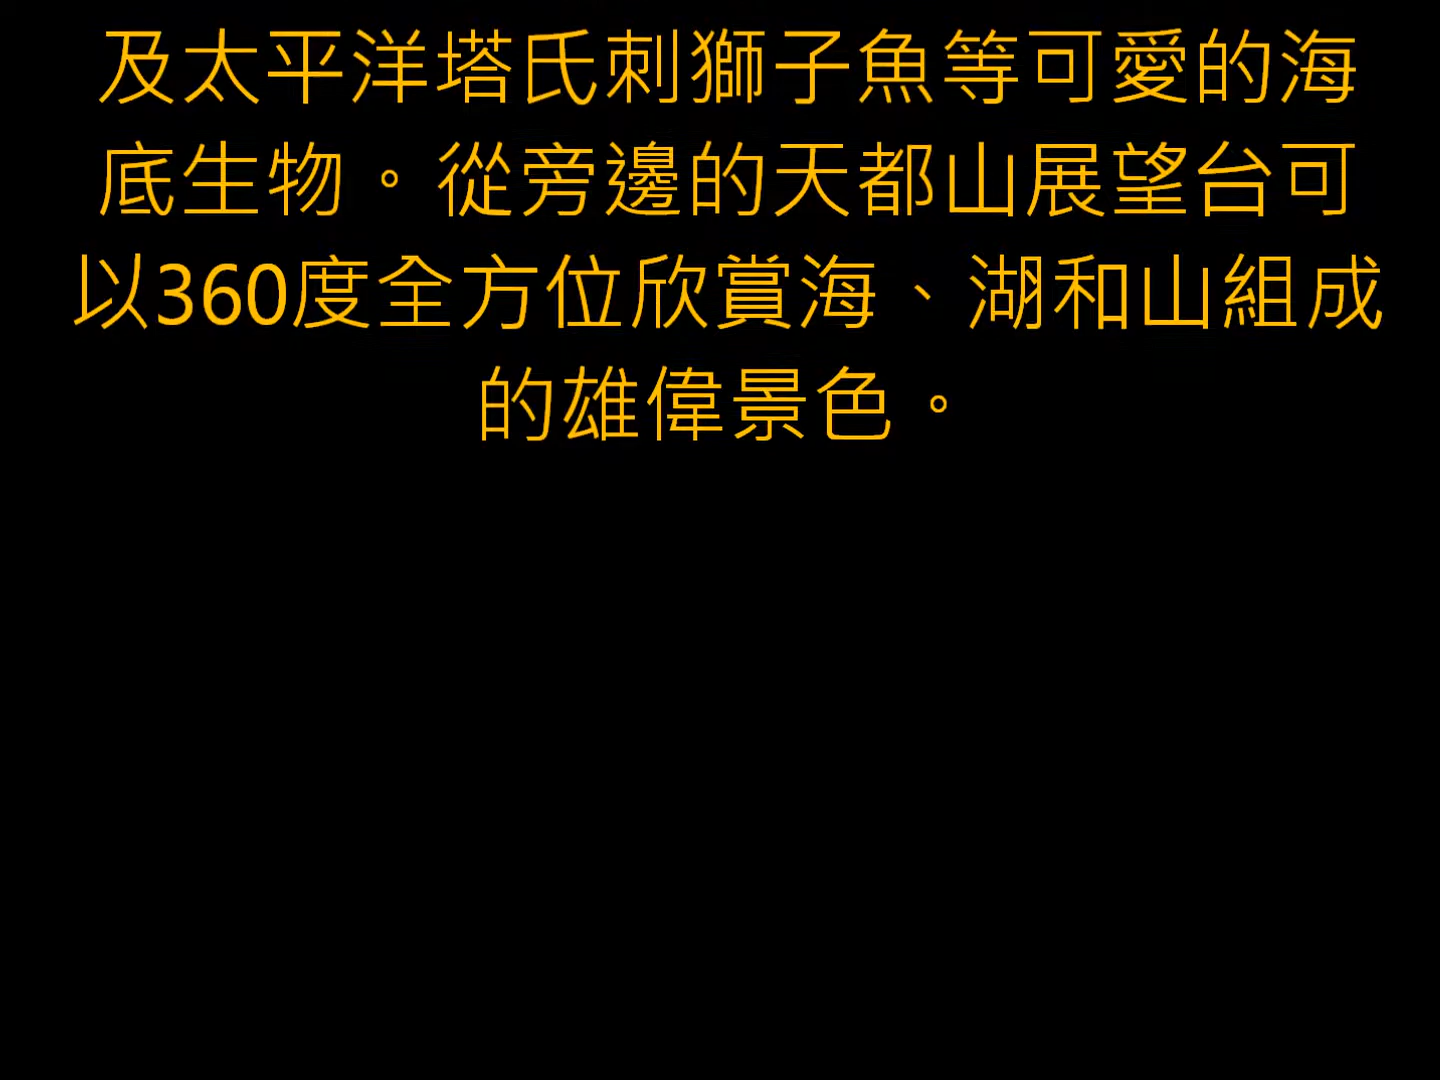 及太平洋塔氏刺獅子魚等可愛的海
底生物。從旁邊的天都山展望台可
以360度全方位欣賞海、湖和山組成
的雄偉景色。